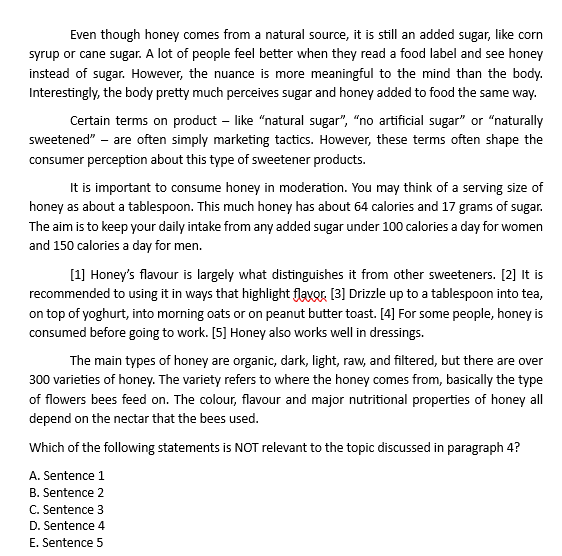 Even though honey comes from a natural source, it is still an added sugar, like corn
syrup or cane sugar. A lot of people feel better when they read a food label and see honey
instead of sugar. However, the nuance is more meaningful to the mind than the body.
Interestingly, the body pretty much perceives sugar and honey added to food the same way.
Certain terms on product – like “natural sugar”, “no artificial sugar” or “naturally
sweetened” – are often simply marketing tactics. However, these terms often shape the
consumer perception about this type of sweetener products.
It is important to consume honey in moderation. You may think of a serving size of
honey as about a tablespoon. This much honey has about 64 calories and 17 grams of sugar.
The aim is to keep your daily intake from any added sugar under 100 calories a day for women
and 150 calories a day for men.
[1] Honey’s flavour is largely what distinguishes it from other sweeteners. [2] It is
recommended to using it in ways that highlight flavor. [3] Drizzle up to a tablespoon into tea,
on top of yoghurt, into morning oats or on peanut butter toast. [4] For some people, honey is
consumed before going to work. [5] Honey also works well in dressings.
The main types of honey are organic, dark, light, raw, and filtered, but there are over
300 varieties of honey. The variety refers to where the honey comes from, basically the type
of flowers bees feed on. The colour, flavour and major nutritional properties of honey all
depend on the nectar that the bees used.
Which of the following statements is NOT relevant to the topic discussed in paragraph 4?
A. Sentence 1
B. Sentence 2
C. Sentence 3
D. Sentence 4
E. Sentence 5